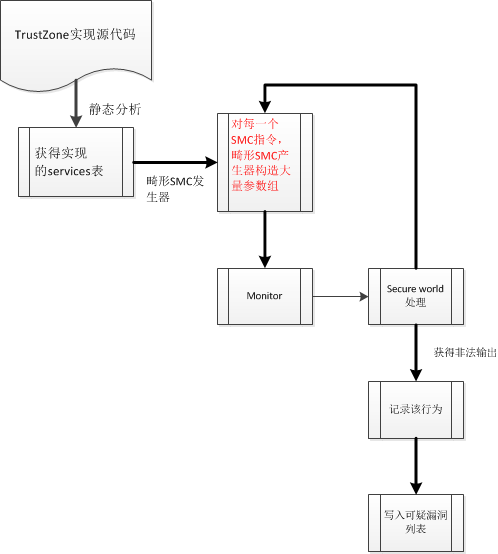 TrustZone实现源代码
静态分析
获得实现
的services表
畸形SMC发
生器
对每一个
SMC指令，
畸形SMC产
生器构造大
量参数组
Monitor
Secure world
处理
获得非法输出
记录该行为
写入可疑漏洞
列表